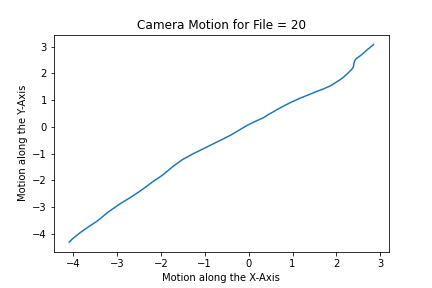 Camera Motion for File = 20
3
2
1
0
−1
−2
−3
−4
Motion along the Y-Axis
−4 −3 −2 −1 0 1 2 3
Motion along the X-Axis